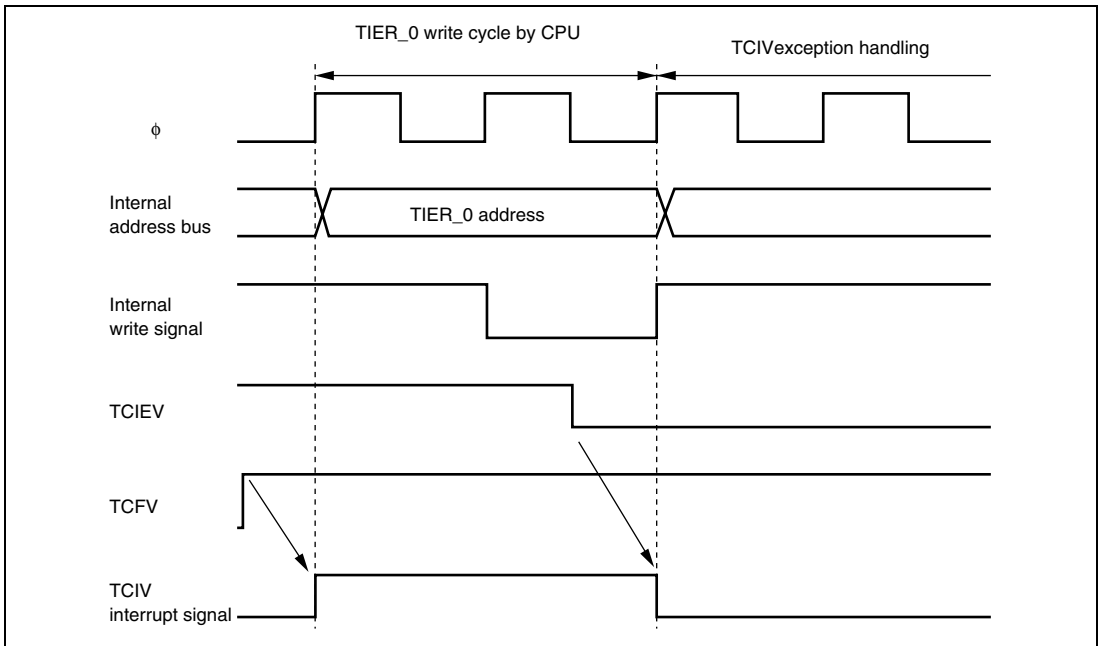 TIER_0 write cycle by CPU
TCIVexception handling
ϕ
Internal
address bus
TIER_0 address
Internal
write signal
TCIEV
TCFV
TCIV
interrupt signal